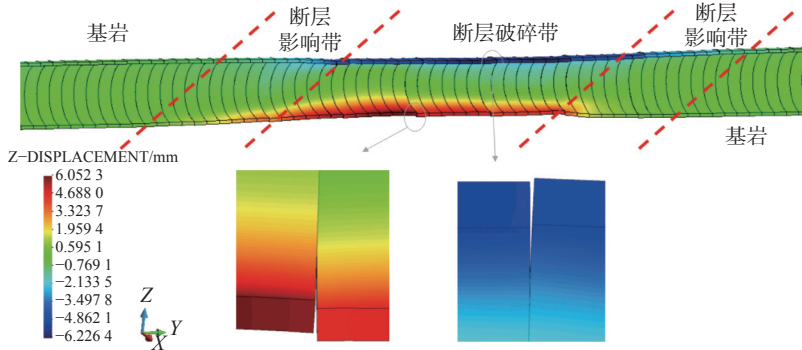 基岩
断层
影响带
断层破碎带
断层
影响带
基岩
Z-DISPLACEMENT/mm
6.052 3
4.688 0
3.323 7
1.959 4
0.595 1
-0.769 1
-2.133 5
-3.497 8
-4.862 1
-6.226 4
Z
Y
X